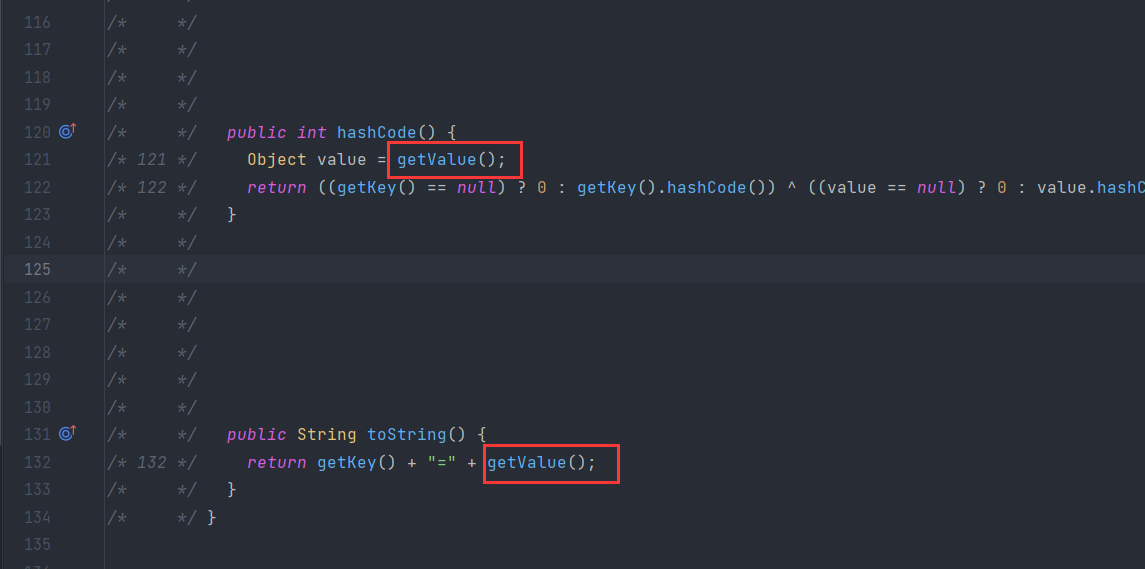 116 /*     */
117 /*     */
118 /*     */
119 /*     */
120 /*     */   public int hashCode() {
121 /* 121 */     Object value = getValue();
122 /* 122 */     return ((getKey() == null) ? 0 : getKey().hashCode()) ^ ((value == null) ? 0 : value.hashC
123 /*     */   }
124 /*     */
125 /*     */
126 /*     */
127 /*     */
128 /*     */
129 /*     */
130 /*     */
131 /*     */   public String toString() {
132 /* 132 */     return getKey() + "=" + getValue();
133 /*     */   }
134 /*     */ }
135